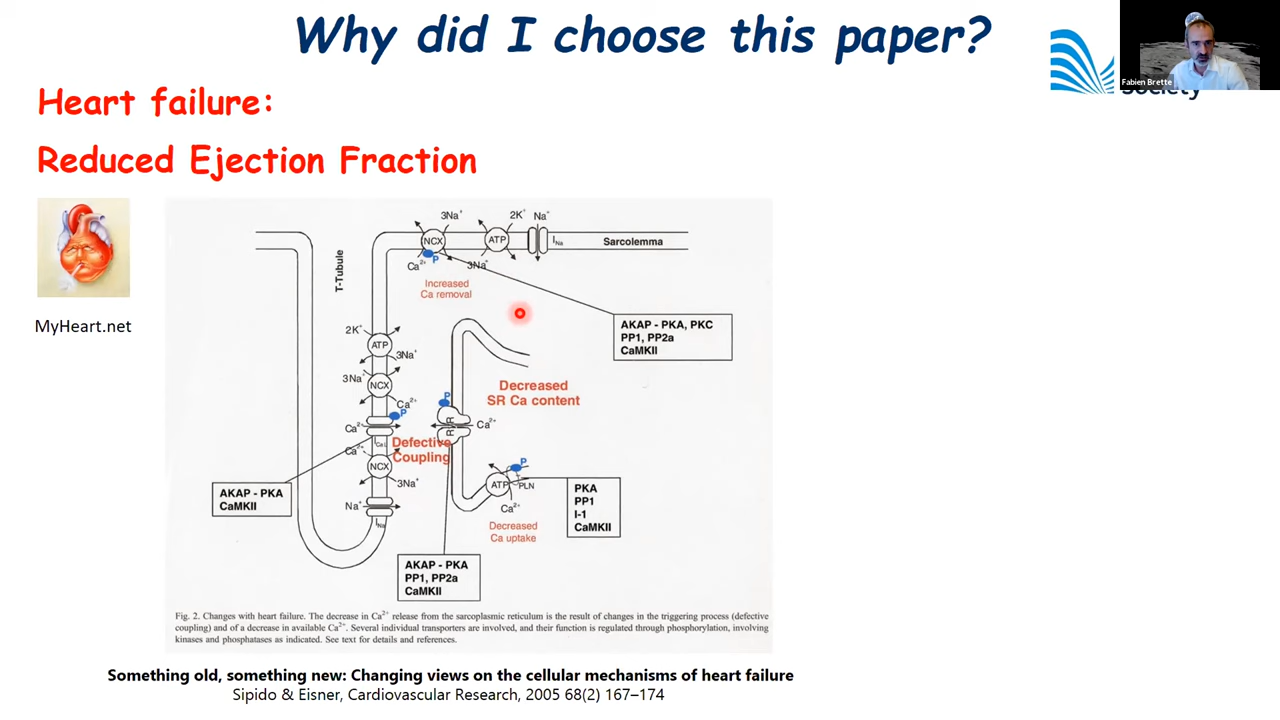 Why did I choose this paper?
Fabien Brette
Society
Heart failure:
Reduced Ejection Fraction
MyHeart.net
3Na+
2K+
Na+
NCX
ATP
INa
Sarcolemma
T-Tubule
Ca2+
P
3Na+
Increased
Ca removal
AKAP - PKA, PKC
PP1, PP2a
CaMKII
2K+
ATP
3Na+
3Na+
NCX
Ca2+
P
Ca2+
ICaL
Defective
Coupling
Ca2+
NCX
3Na+
Na+
INa
AKAP - PKA
CaMKII
Decreased
SR Ca content
P
RyR
Ca2+
P
ATP
PLN
Ca2+
Decreased
Ca uptake
PKA
PP1
I-1
CaMKII
AKAP - PKA
PP1, PP2a
CaMKII
Fig. 2. Changes with heart failure. The decrease in Ca2+ release from the sarcoplasmic reticulum is the result of changes in the triggering process (defective
coupling) and of a decrease in available Ca2+. Several individual transporters are involved, and their function is regulated through phosphorylation, involving
kinases and phosphatases as indicated. See text for details and references.
Something old, something new: Changing views on the cellular mechanisms of heart failure
Sipido & Eisner, Cardiovascular Research, 2005 68(2) 167–174